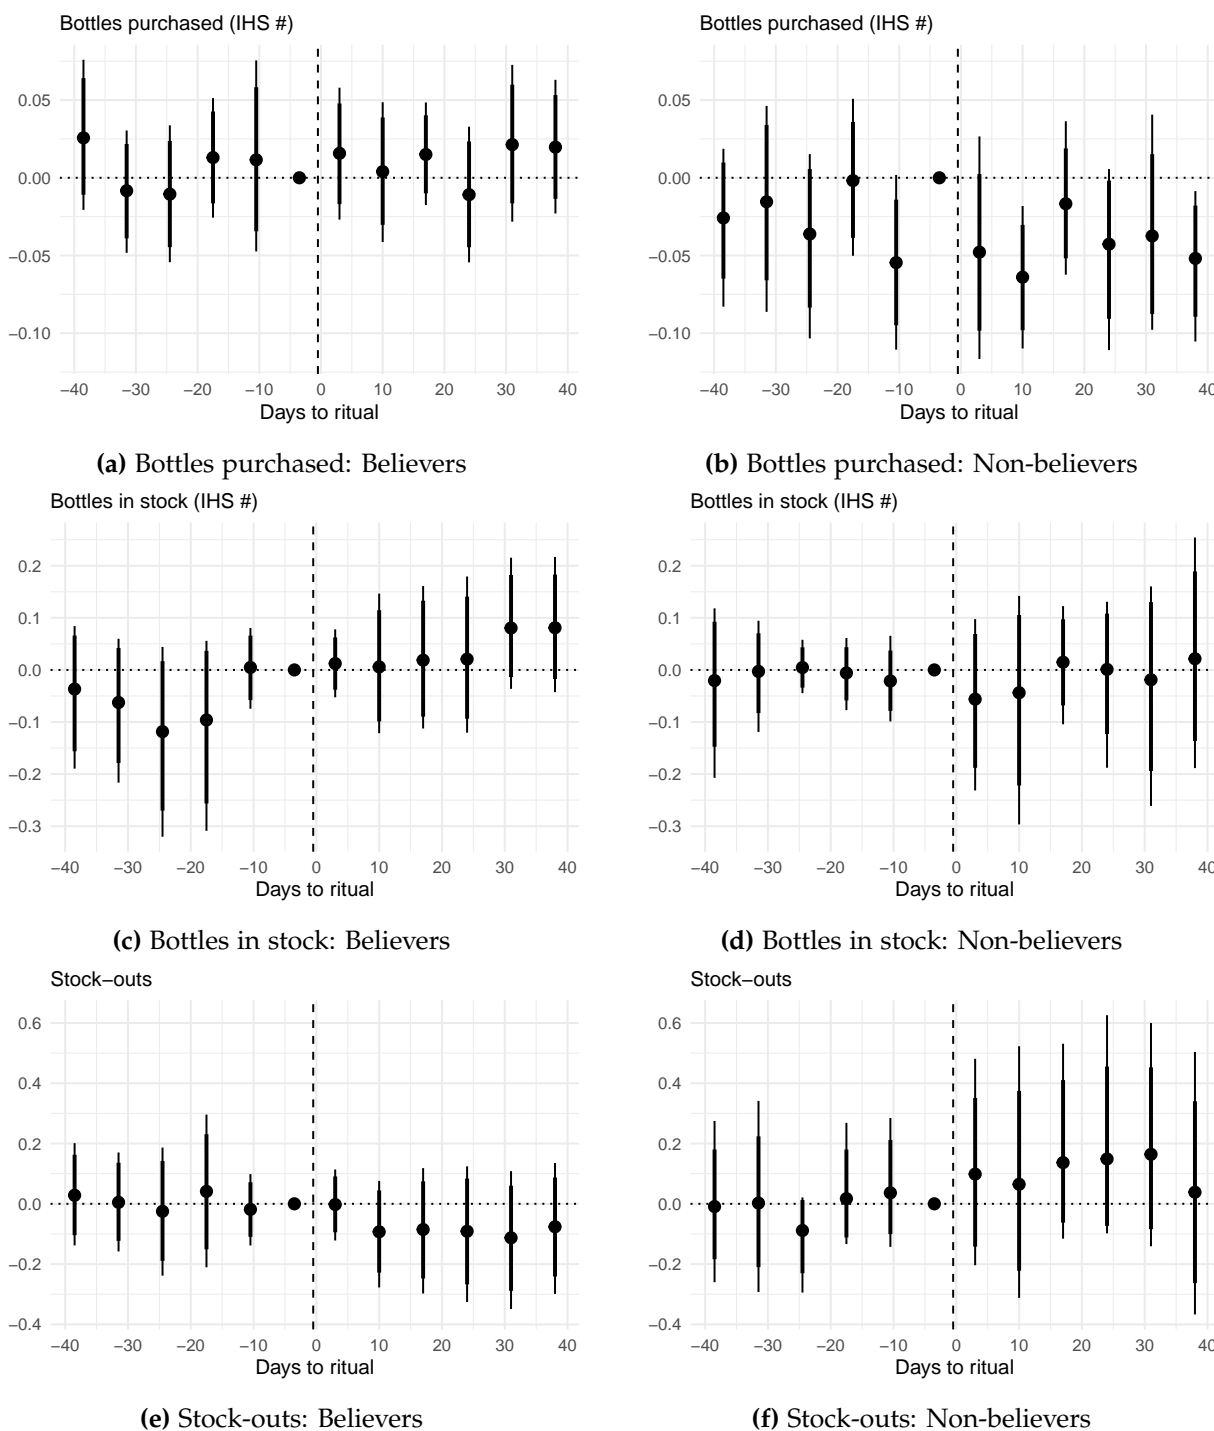 Bottles purchased (IHS #)
0.05
0.00
−0.05
−0.10
−40 −30 −20 −10 0 10 20 30 40
Days to ritual
(a) Bottles purchased: Believers
Bottles purchased (IHS #)
0.05
0.00
−0.05
−0.10
−40 −30 −20 −10 0 10 20 30 40
Days to ritual
(b) Bottles purchased: Non-believers
Bottles in stock (IHS #)
0.2
0.1
0.0
−0.1
−0.2
−0.3
−40 −30 −20 −10 0 10 20 30 40
Days to ritual
(c) Bottles in stock: Believers
Bottles in stock (IHS #)
0.2
0.1
0.0
−0.1
−0.2
−0.3
−40 −30 −20 −10 0 10 20 30 40
Days to ritual
(d) Bottles in stock: Non-believers
Stock−outs
0.6
0.4
0.2
0.0
−0.2
−0.4
−40 −30 −20 −10 0 10 20 30 40
Days to ritual
(e) Stock-outs: Believers
Stock−outs
0.6
0.4
0.2
0.0
−0.2
−0.4
−40 −30 −20 −10 0 10 20 30 40
Days to ritual
(f) Stock-outs: Non-believers